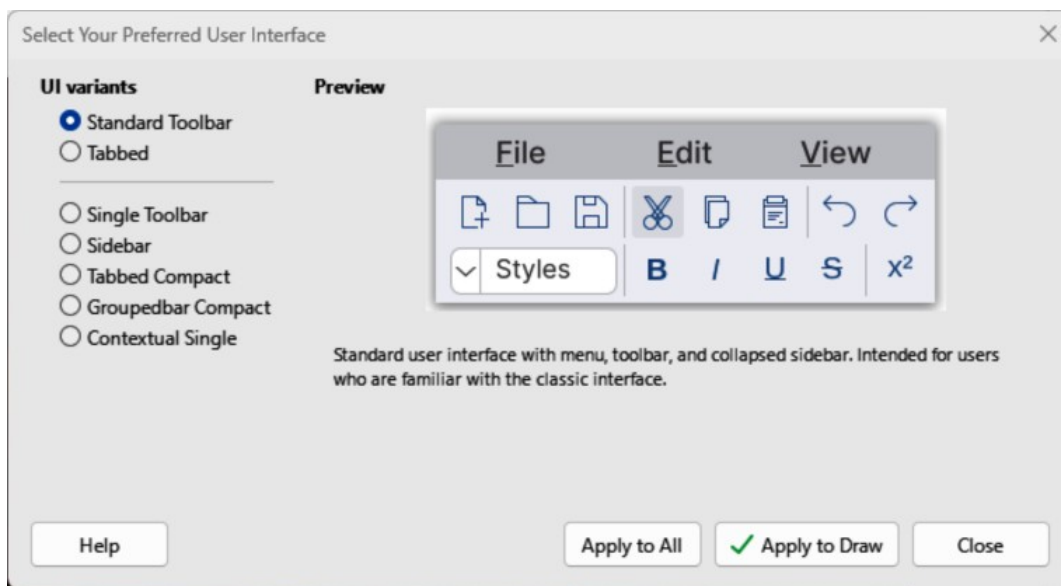 Select Your Preferred User Interface
UI variants
Standard Toolbar
Tabbed
Single Toolbar
Sidebar
Tabbed Compact
Groupedbar Compact
Contextual Single
Preview
File Edit View
Styles B I U S x²
Standard user interface with menu, toolbar, and collapsed sidebar. Intended for users
who are familiar with the classic interface.
Help Apply to All Apply to Draw Close